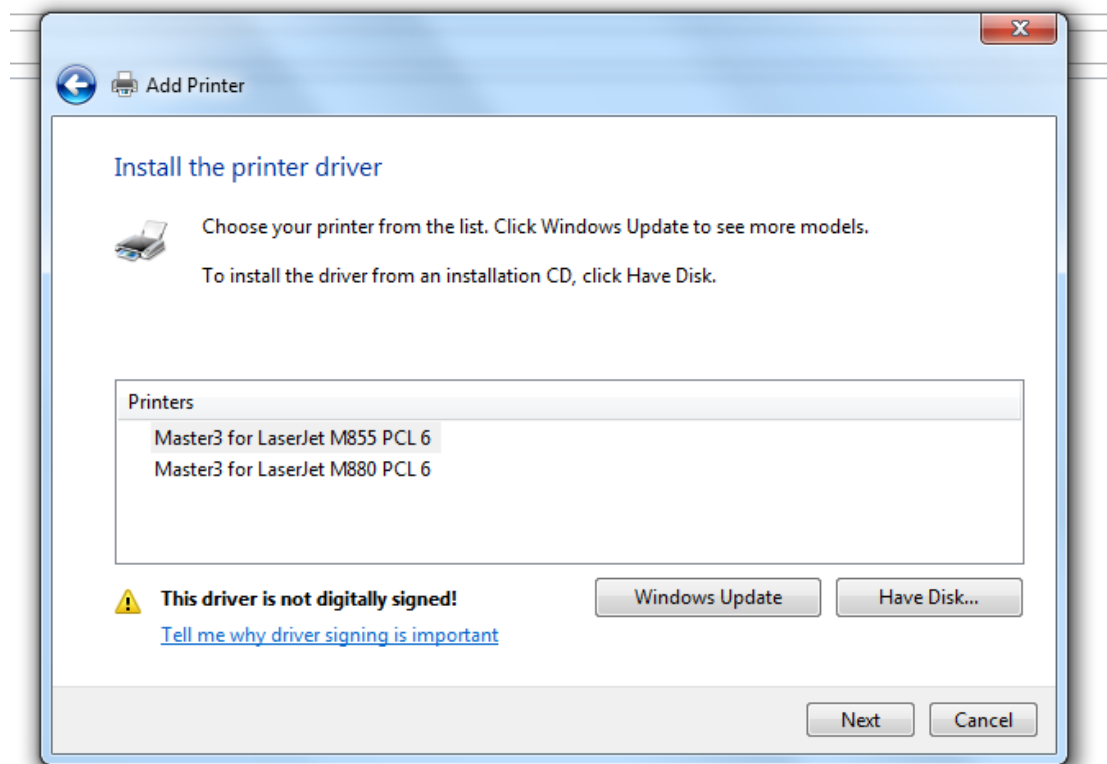 Add Printer
Install the printer driver
Choose your printer from the list. Click Windows Update to see more models.
To install the driver from an installation CD, click Have Disk.
Printers
Master3 for LaserJet M855 PCL 6
Master3 for LaserJet M880 PCL 6
This driver is not digitally signed!
Windows Update
Have Disk...
Tell me why driver signing is important
Next
Cancel